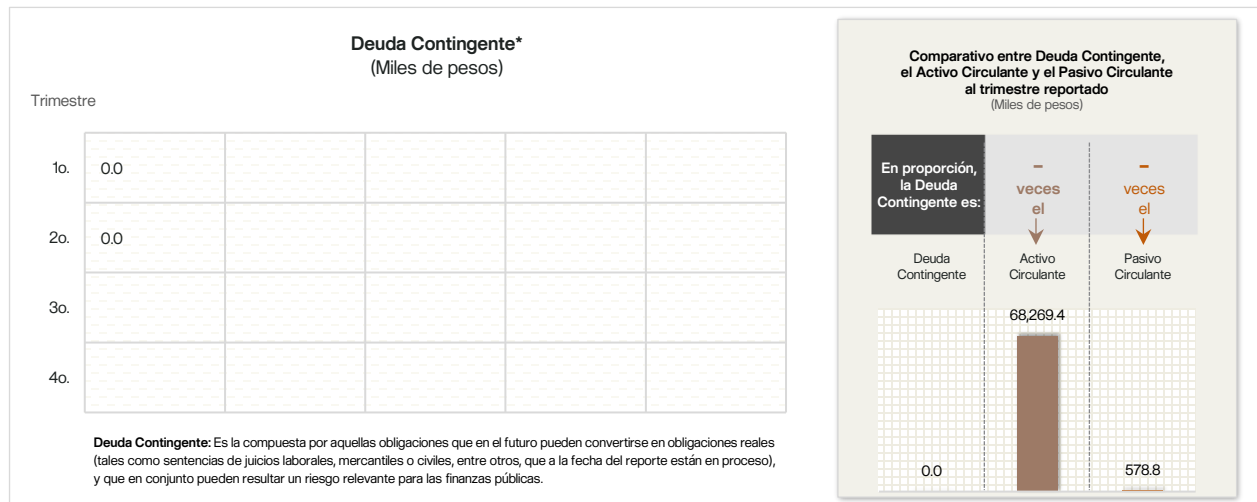 Deuda Contingente*
(Miles de pesos)
Trimestre
1o. 0.0
2o. 0.0
3o.
4o.
Deuda Contingente: Es la compuesta por aquellas obligaciones que en el futuro pueden convertirse en obligaciones reales
(tales como sentencias de juicios laborales, mercantiles o civiles, entre otros, que a la fecha del reporte están en proceso),
y que en conjunto pueden resultar un riesgo relevante para las finanzas públicas.
Comparativo entre Deuda Contingente,
el Activo Circulante y el Pasivo Circulante
al trimestre reportado
(Miles de pesos)
En proporción,
la Deuda
Contingente es:
–
veces
el
–
veces
el
Deuda
Contingente
Activo
Circulante
Pasivo
Circulante
68,269.4
0.0
578.8